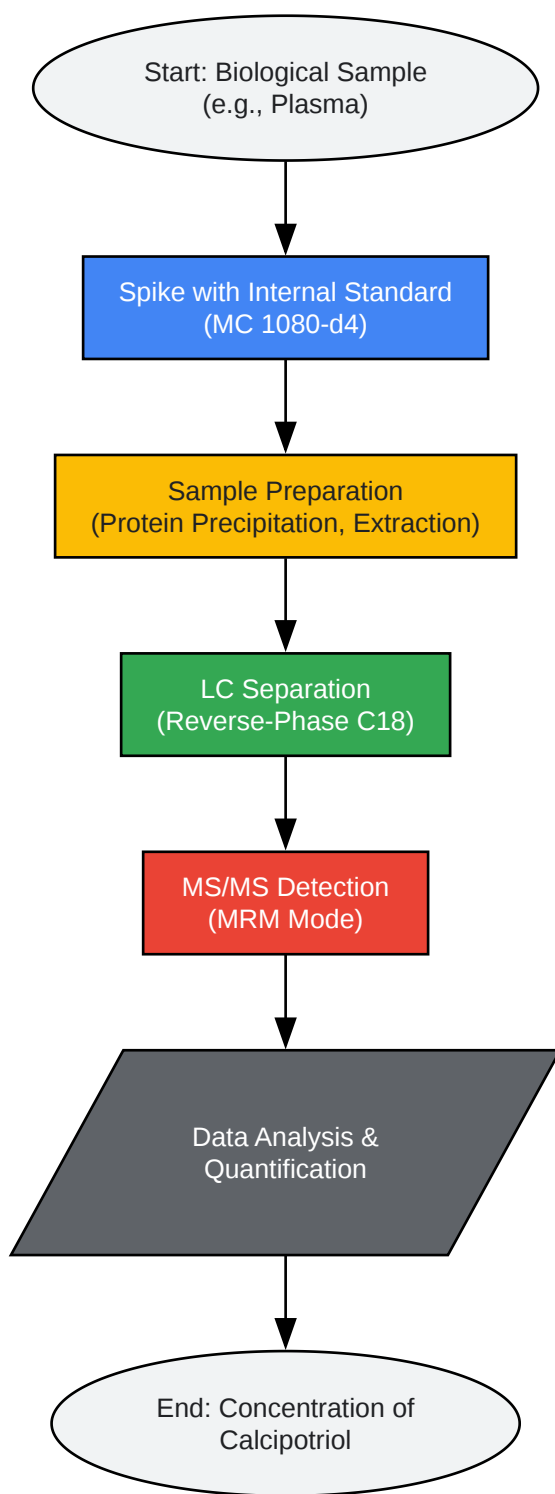 Start: Biological Sample
(e.g., Plasma)
Spike with Internal Standard
(MC 1080-d4)
Sample Preparation
(Protein Precipitation, Extraction)
LC Separation
(Reverse-Phase C18)
MS/MS Detection
(MRM Mode)
Data Analysis &
Quantification
End: Concentration of
Calcipotriol